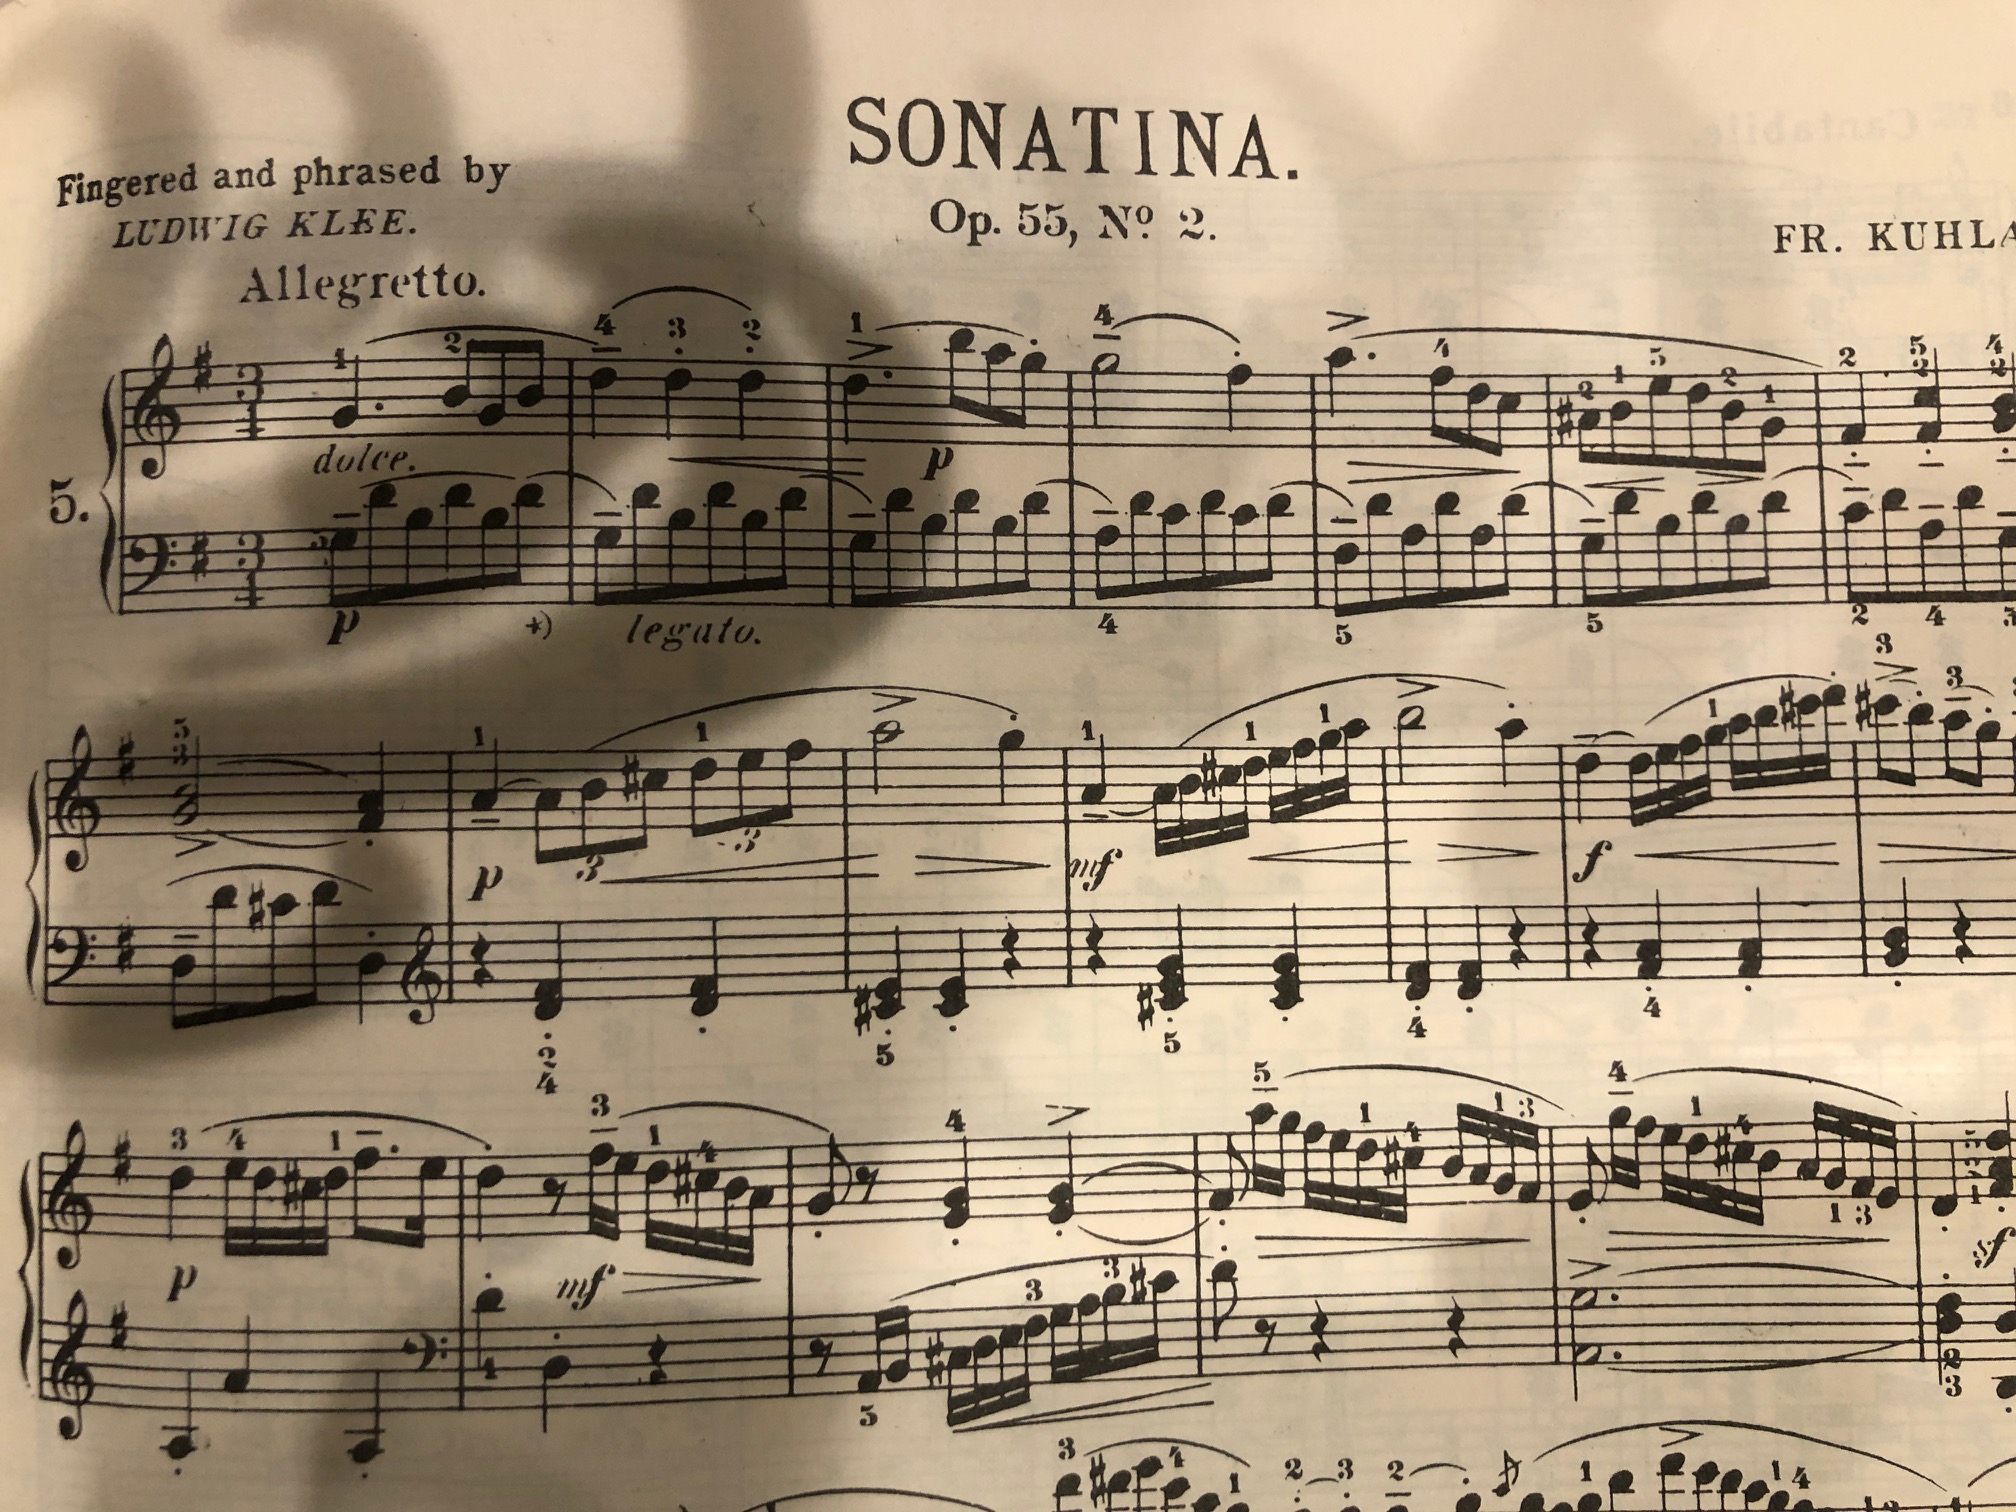 SONATINA.
Fingered and phrased by
LUDWIG KLEE.
Op. 55, No. 2.
FR. KUHLA
Allegretto.
5.
dolce.
p
p
*)
legato.
p
mf
f
p
mf
sf